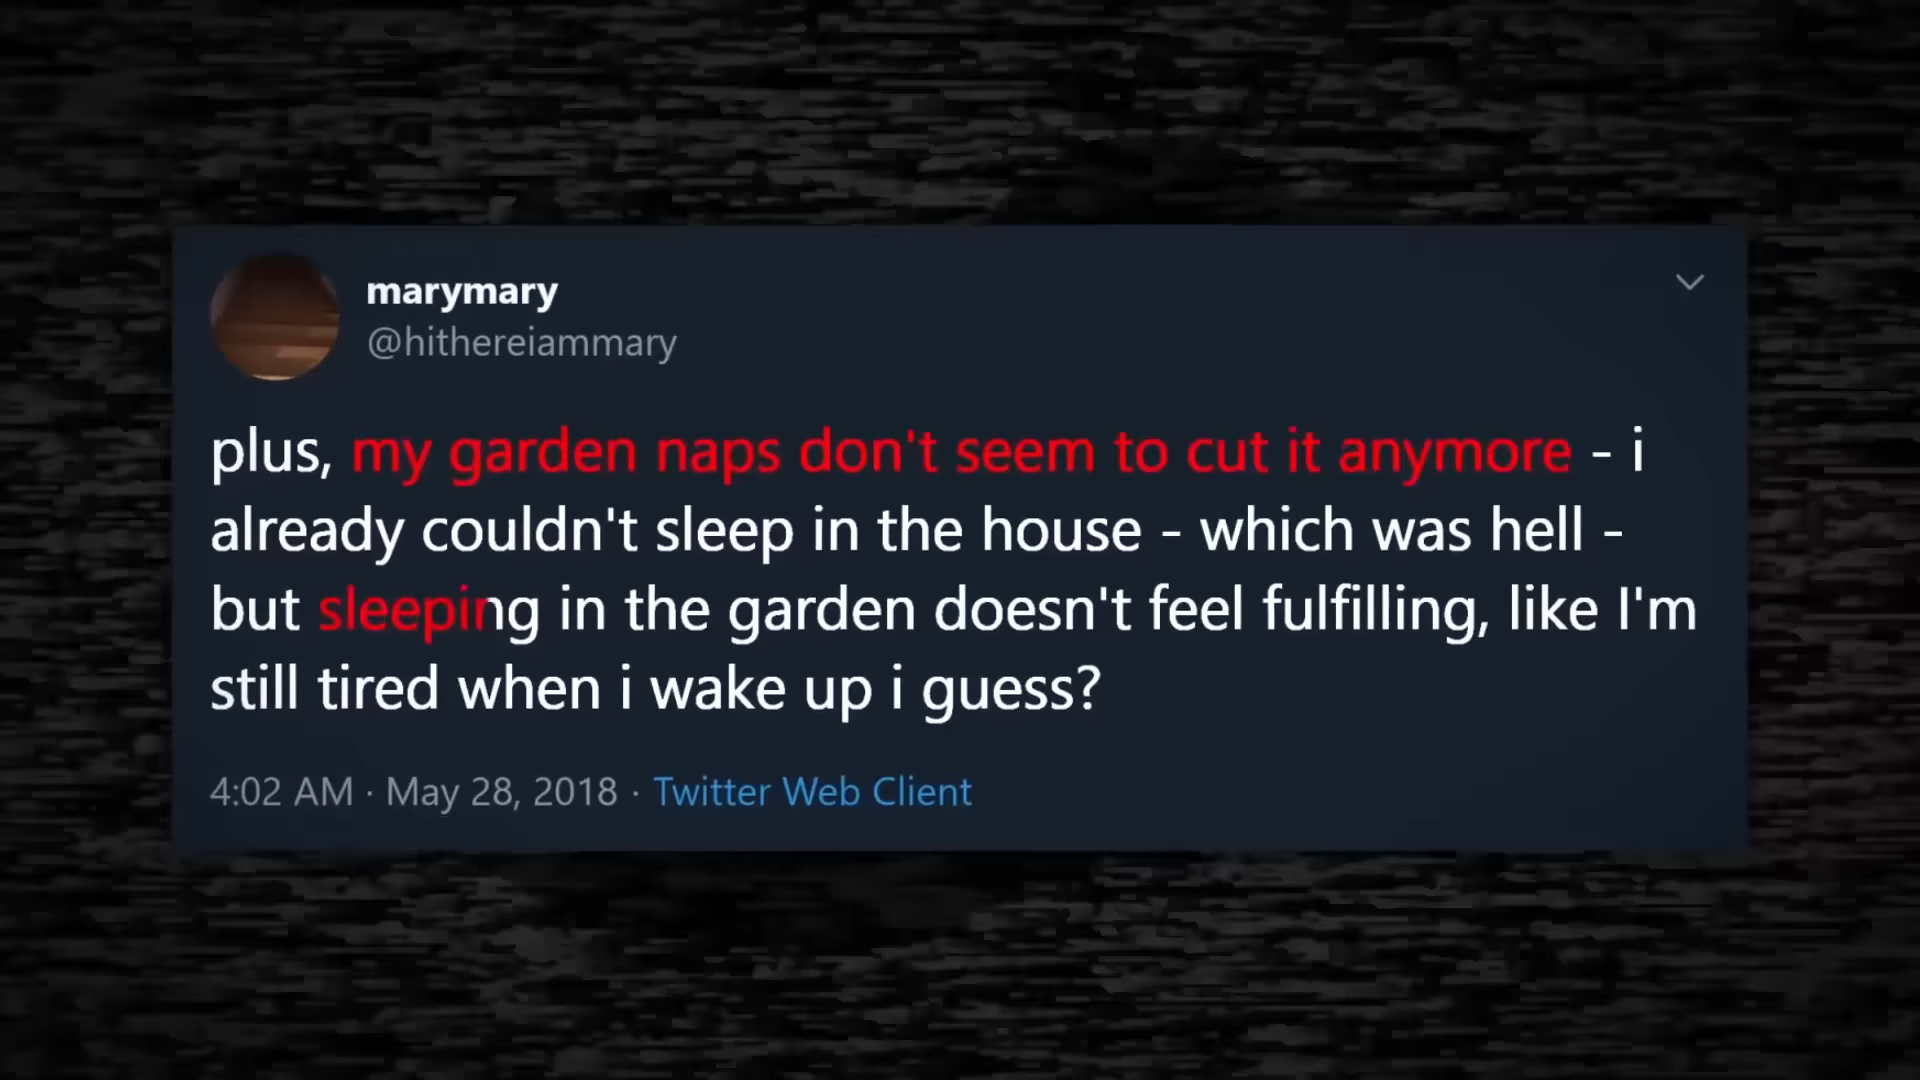 marymary
@hithereiammary
plus, my garden naps don't seem to cut it anymore - i
already couldn't sleep in the house - which was hell -
but sleeping in the garden doesn't feel fulfilling, like I'm
still tired when i wake up i guess?
4:02 AM · May 28, 2018 · Twitter Web Client